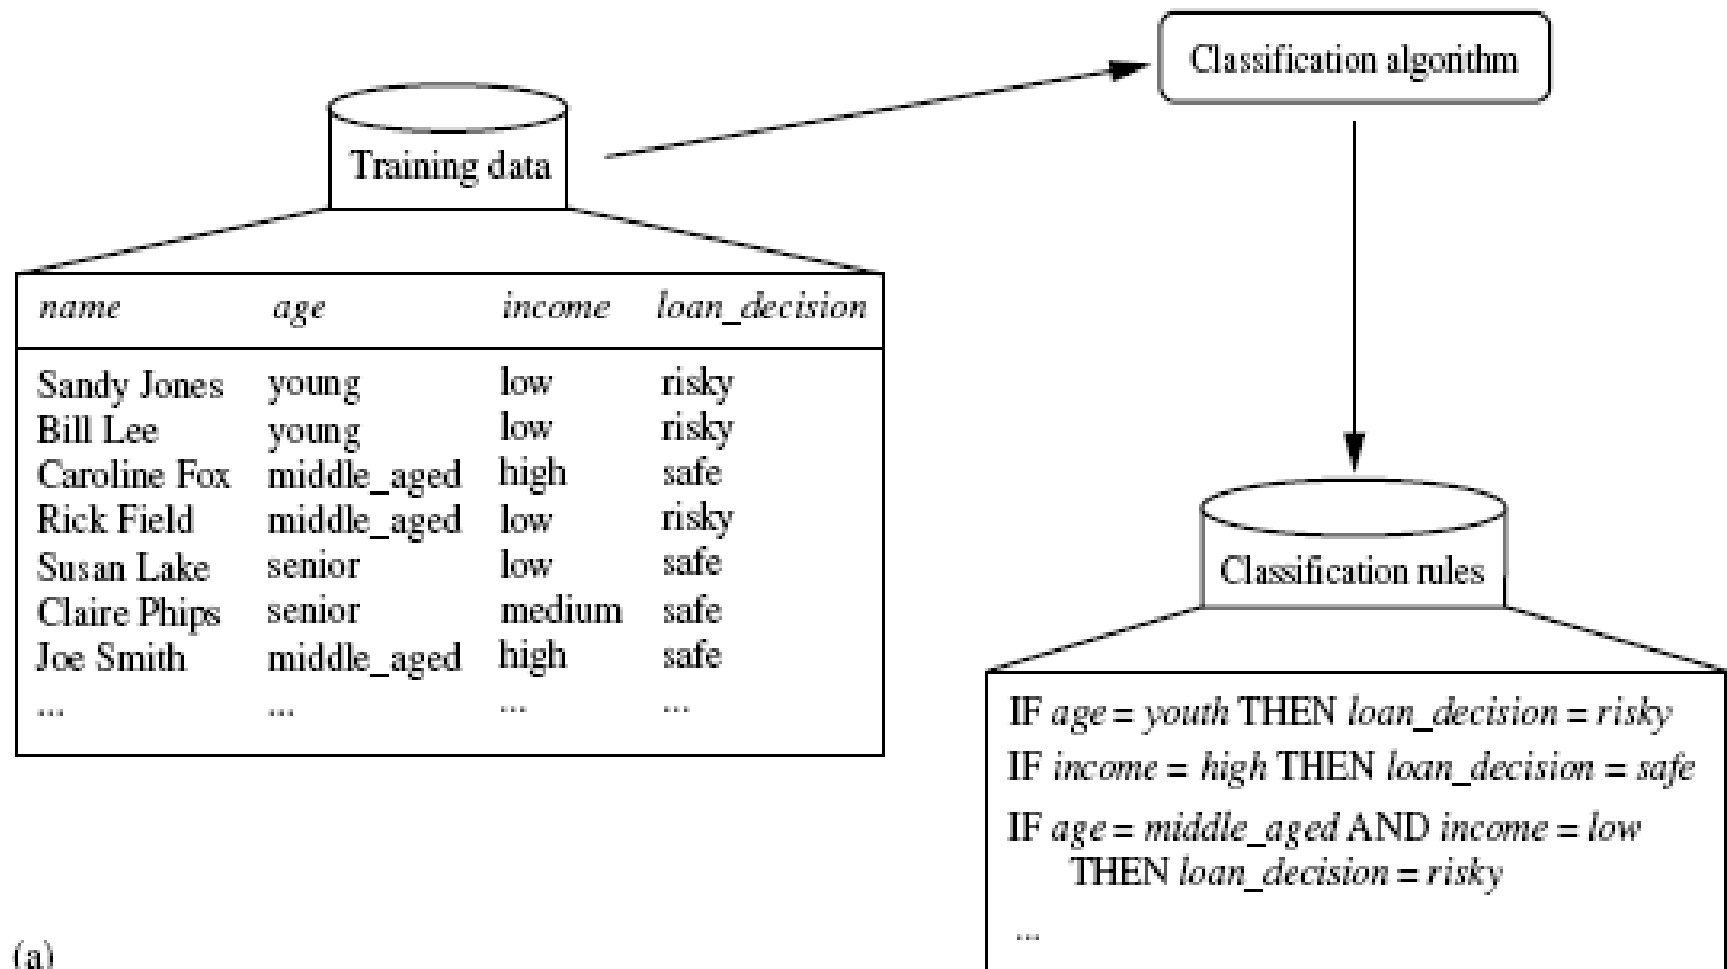 Classification algorithm
Training data
name age income loan_decision
Sandy Jones young low risky
Bill Lee young low risky
Caroline Fox middle_aged high safe
Rick Field middle_aged low risky
Susan Lake senior low safe
Claire Phips senior medium safe
Joe Smith middle_aged high safe
... ... ... ...
Classification rules
IF age = youth THEN loan_decision = risky
IF income = high THEN loan_decision = safe
IF age = middle_aged AND income = low
THEN loan_decision = risky
...
(a)